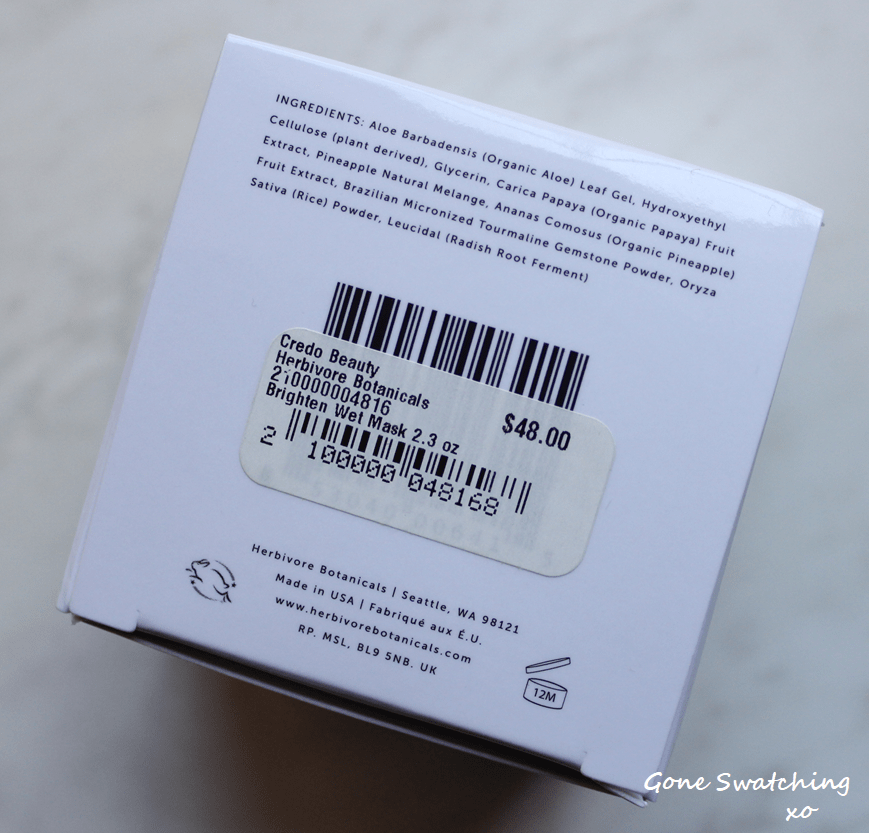 INGREDIENTS: Aloe Barbadensis (Organic Aloe) Leaf Gel, Hydroxyethyl
Cellulose (plant derived), Glycerin, Carica Papaya (Organic Papaya) Fruit
Extract, Pineapple Natural Melange, Ananas Comosus (Organic Pineapple)
Fruit Extract, Brazilian Micronized Tourmaline Gemstone Powder, Oryza
Sativa (Rice) Powder, Leucidal (Radish Root Ferment)
Credo Beauty
Herbivore Botanicals
210000004816
Brighten Wet Mask 2.3 oz
$48.00
2 100000 048168
Herbivore Botanicals | Seattle, WA 98121
Made in USA | Fabriqué aux É.U.
www.herbivorebotanicals.com
RP. MSL, BL9 5NB. UK
12M
Gone Swatching
xo